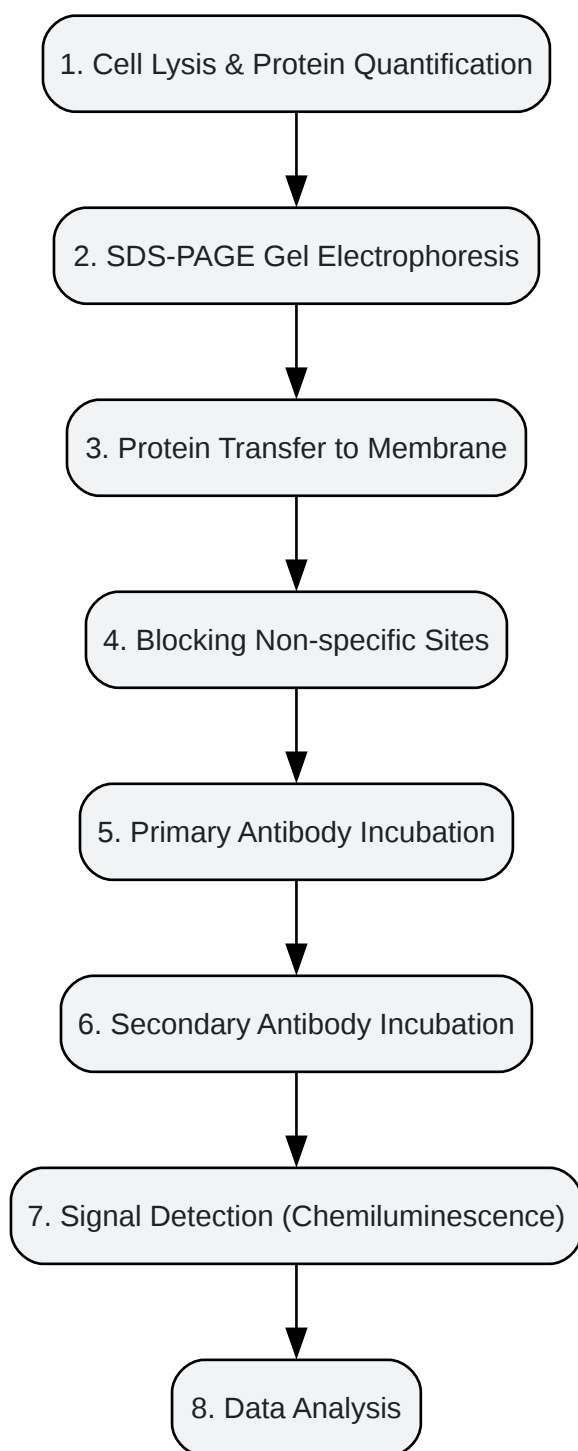 1. Cell Lysis & Protein Quantification
2. SDS-PAGE Gel Electrophoresis
3. Protein Transfer to Membrane
4. Blocking Non-specific Sites
5. Primary Antibody Incubation
6. Secondary Antibody Incubation
7. Signal Detection (Chemiluminescence)
8. Data Analysis